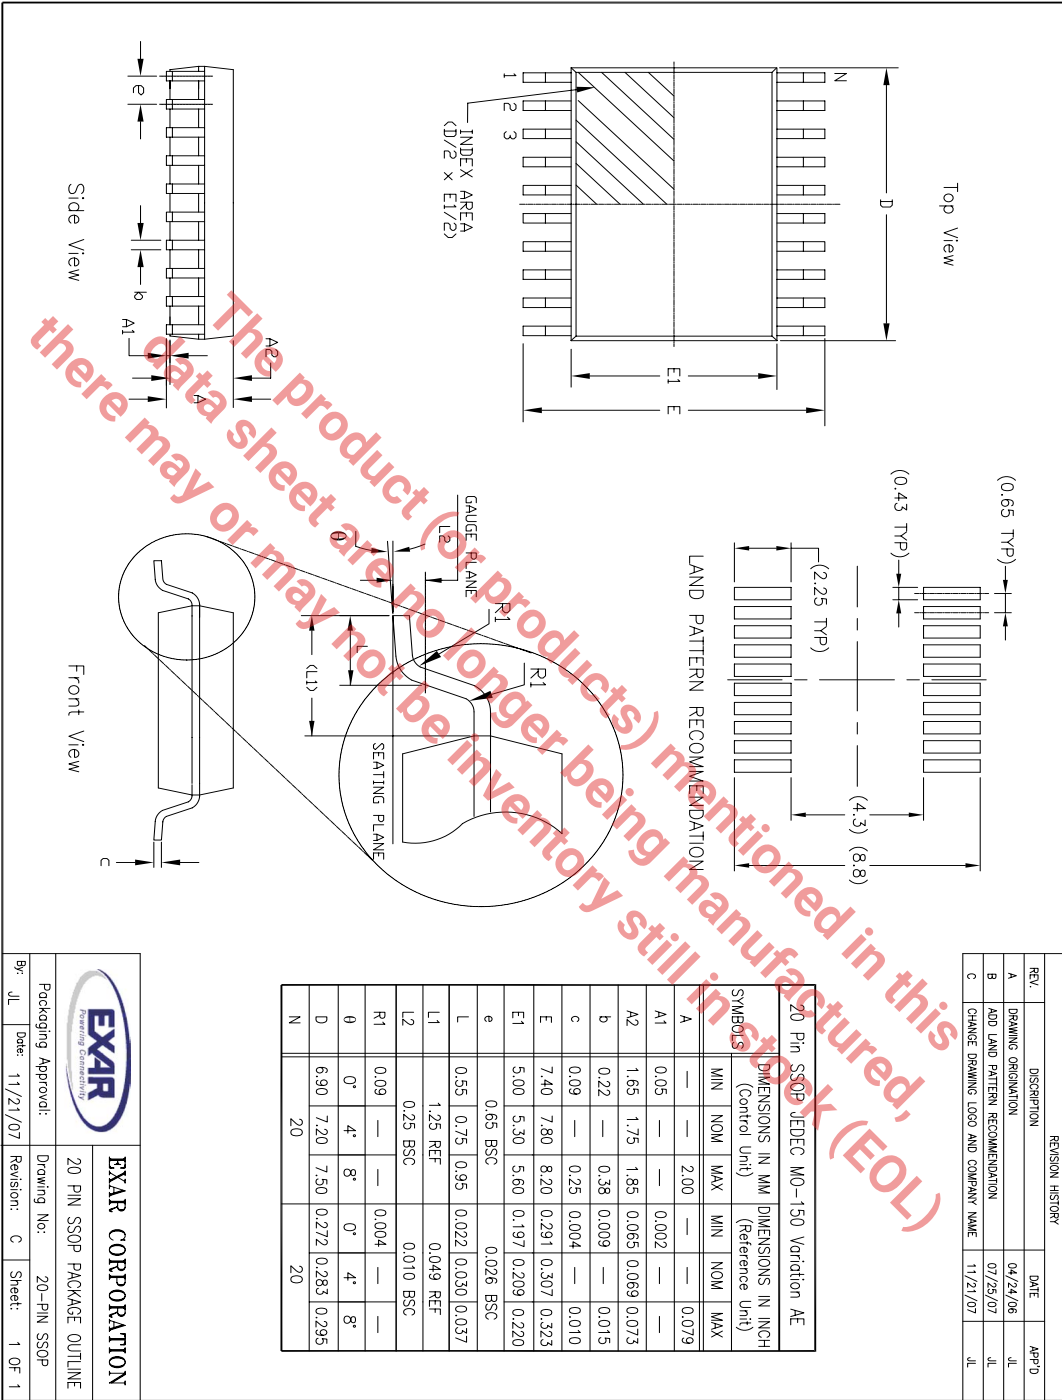 Top View
D
N
1
2
3
E1
E
INDEX AREA
(D/2 x E1/2)
Side View
e
b
A1
A2
A
(0.65 TYP)
(0.43 TYP)
(2.25 TYP)
(4.3)
(8.8)
LAND PATTERN RECOMMENDATION
GAUGE PLANE
L2
θ
R1
R1
L
(L1)
SEATING PLANE
Front View
c
The product (or products) mentioned in this
data sheet are no longer being manufactured,
there may or may not be inventory still in stock (EOL)
REVISION HISTORY
REV. DISCRIPTION DATE APP'D
A DRAWING ORIGINATION 04/24/06 JL
B ADD LAND PATTERN RECOMMENDATION 07/25/07 JL
C CHANGE DRAWING LOGO AND COMPANY NAME 11/21/07 JL
20 Pin SSOP JEDEC MO-150 Variation AE
SYMBOLS DIMENSIONS IN MM (Control Unit) DIMENSIONS IN INCH (Reference Unit)
MIN NOM MAX MIN NOM MAX
A — — 2.00 — — 0.079
A1 0.05 — — 0.002 — —
A2 1.65 1.75 1.85 0.065 0.069 0.073
b 0.22 — 0.38 0.009 — 0.015
c 0.09 — 0.25 0.004 — 0.010
E 7.40 7.80 8.20 0.291 0.307 0.323
E1 5.00 5.30 5.60 0.197 0.209 0.220
e 0.65 BSC 0.026 BSC
L 0.55 0.75 0.95 0.022 0.030 0.037
L1 1.25 REF 0.049 REF
L2 0.25 BSC 0.010 BSC
R1 0.09 — — 0.004 — —
θ 0° 4° 8° 0° 4° 8°
D 6.90 7.20 7.50 0.272 0.283 0.295
N 20 20
EXAR
Powering Connectivity
EXAR CORPORATION
20 PIN SSOP PACKAGE OUTLINE
Packaging Approval: Drawing No: 20-PIN SSOP
By: JL Date: 11/21/07 Revision: C Sheet: 1 OF 1